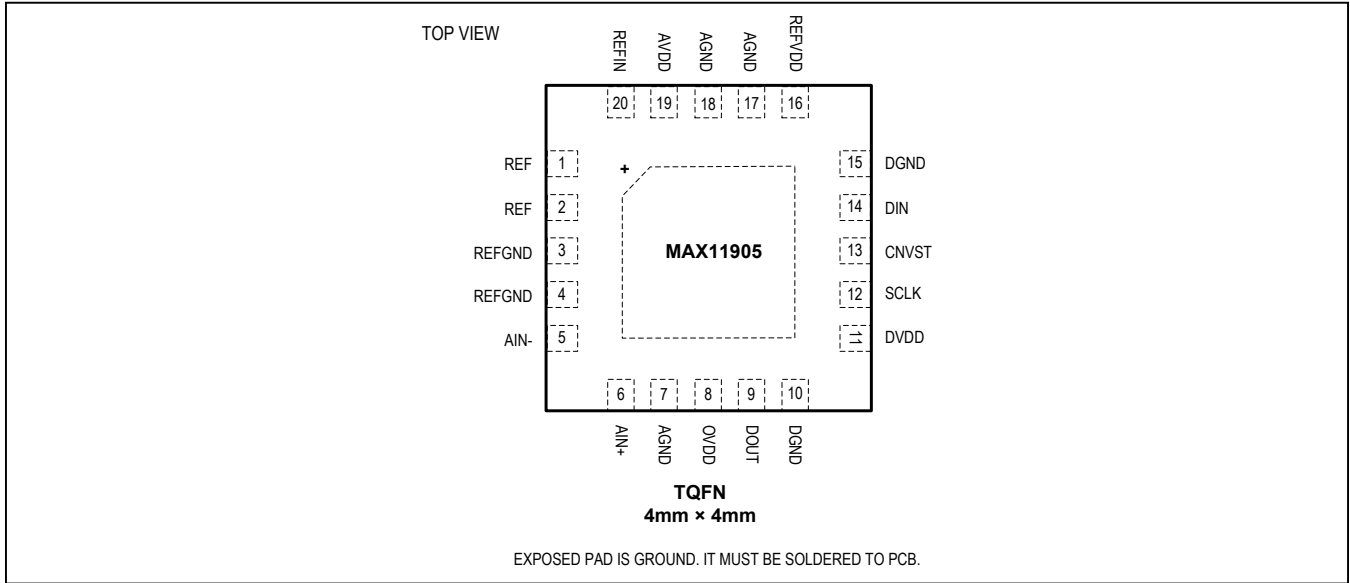 TOP VIEW
REFIN
AVDD
AGND
AGND
REFVDD
20
19
18
17
16
REF 1
REF 2
REFGND 3
REFGND 4
AIN- 5
+
MAX11905
15 DGND
14 DIN
13 CNVST
12 SCLK
11 DVDD
6
7
8
9
10
AIN+
AGND
OVDD
DOUT
DGND
TQFN
4mm × 4mm
EXPOSED PAD IS GROUND. IT MUST BE SOLDERED TO PCB.